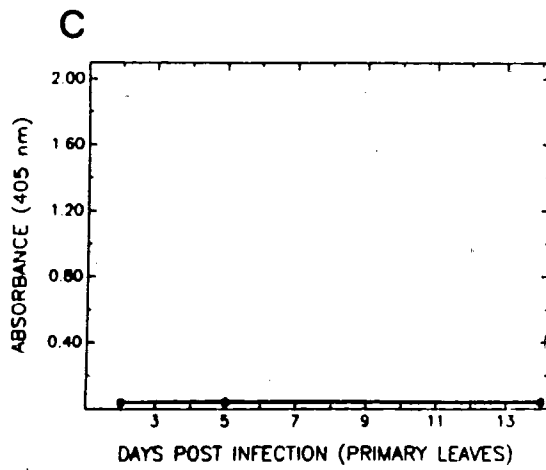 C
2.00
1.60
1.20
0.80
0.40
ABSORBANCE (405 nm)
3 5 7 9 11 13
DAYS POST INFECTION (PRIMARY LEAVES)